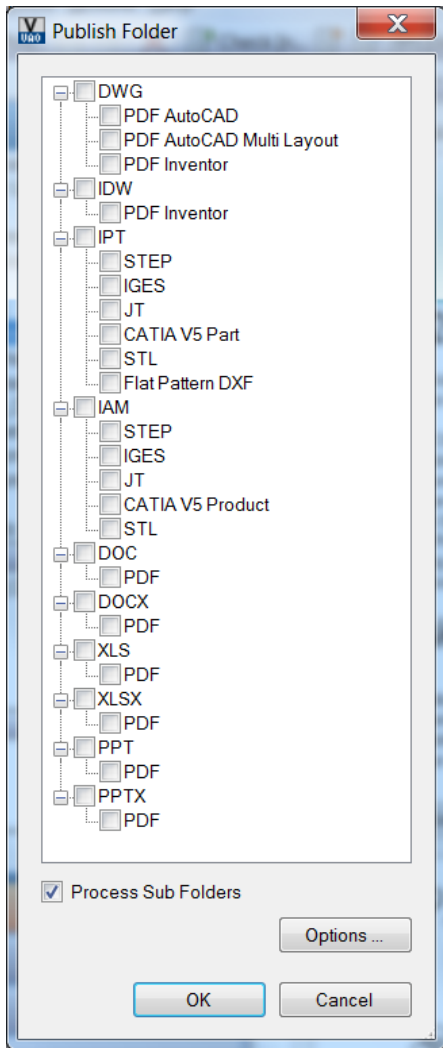 V
VAO
Publish Folder
DWG
PDF AutoCAD
PDF AutoCAD Multi Layout
PDF Inventor
IDW
PDF Inventor
IPT
STEP
IGES
JT
CATIA V5 Part
STL
Flat Pattern DXF
IAM
STEP
IGES
JT
CATIA V5 Product
STL
DOC
PDF
DOCX
PDF
XLS
PDF
XLSX
PDF
PPT
PDF
PPTX
PDF
Process Sub Folders
Options ...
OK
Cancel